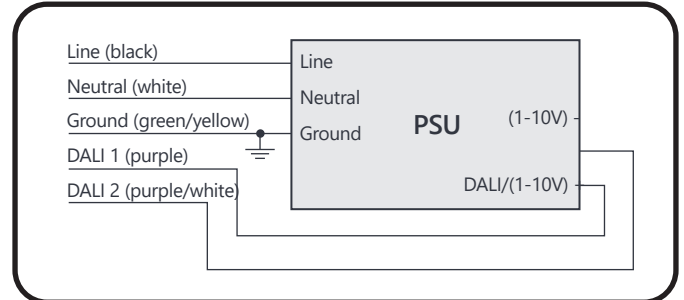 Line (black)
Neutral (white)
Ground (green/yellow)
DALI 1 (purple)
DALI 2 (purple/white)
Line
Neutral
Ground
PSU
(1-10V) -
DALI/(1-10V) +